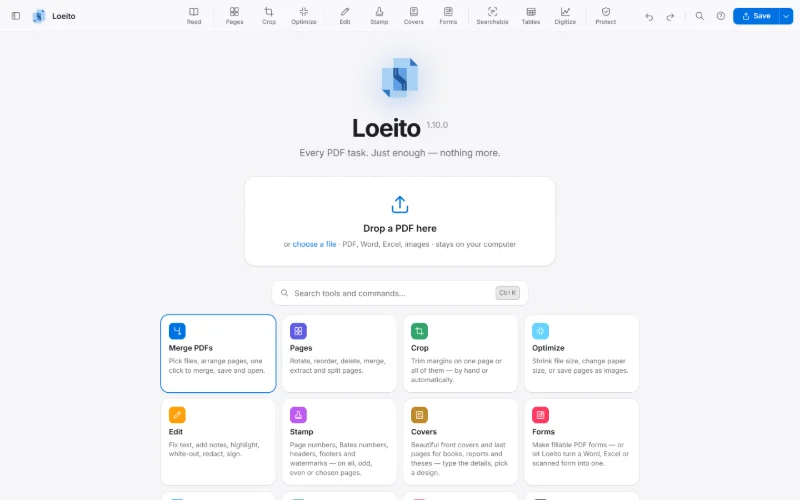 Loeito
Read
Pages
Crop
Optimize
Edit
Stamp
Covers
Forms
Searchable
Tables
Digitize
Protect
Save
Loeito 1.10.0
Every PDF task. Just enough — nothing more.
Drop a PDF here
or choose a file · PDF, Word, Excel, images · stays on your computer
Search tools and commands...
Ctrl K
Merge PDFs
Pick files, arrange pages, one
click to merge, save and open.
Pages
Rotate, reorder, delete, merge,
extract and split pages.
Crop
Trim margins on one page or
all of them — by hand or
automatically.
Optimize
Shrink file size, change paper
size, or save pages as images.
Edit
Fix text, add notes, highlight,
white-out, redact, sign.
Stamp
Page numbers, Bates numbers,
headers, footers and
watermarks — on all, odd,
even or chosen pages.
Covers
Beautiful front covers and last
pages for books, reports and
theses — type the details, pick
a design.
Forms
Make fillable PDF forms — or
let Loeito turn a Word, Excel or
scanned form into one.